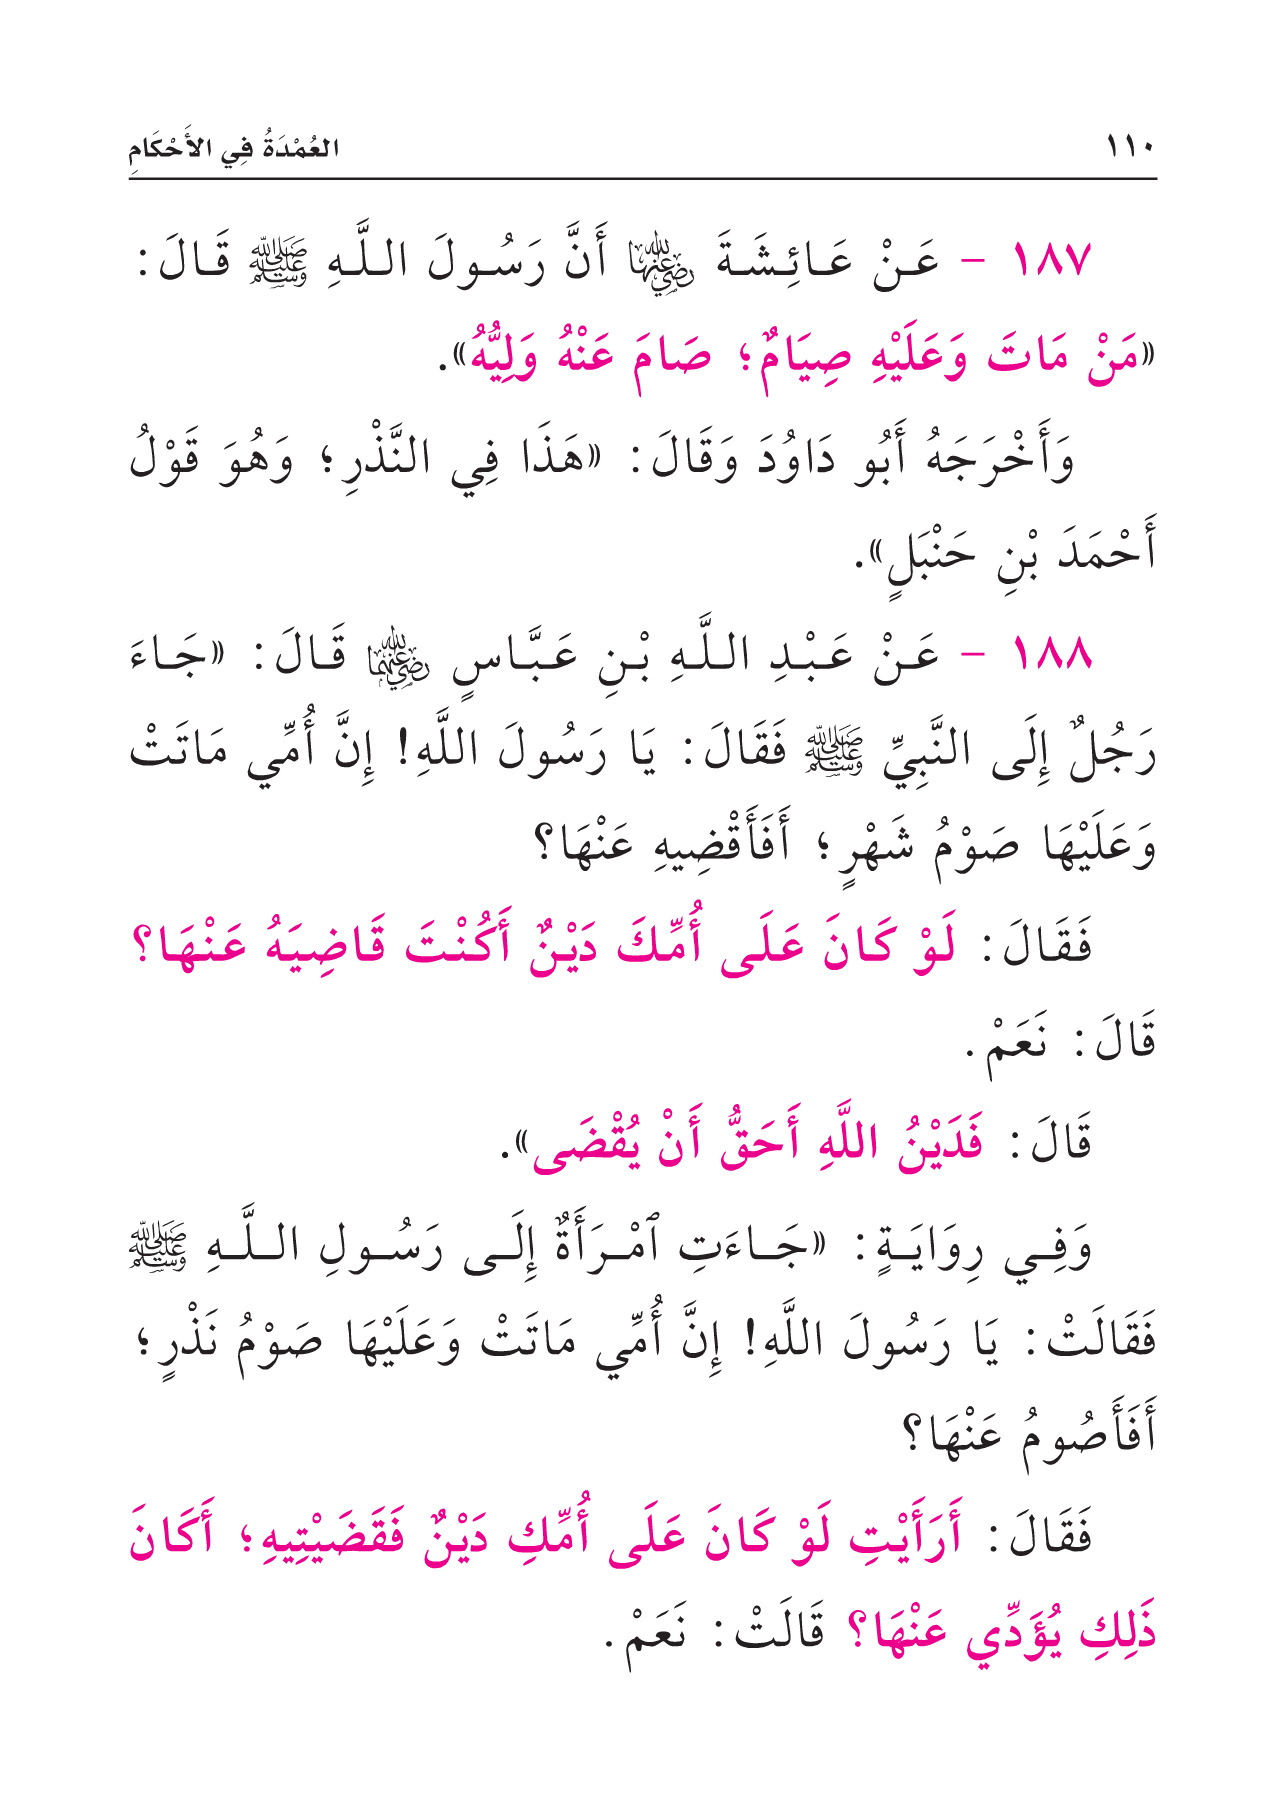 ١١٠ العُمْدَةُ فِي الأَحْكَامِ
١٨٧ - عَنْ عَائِشَةَ ﵂ أَنَّ رَسُولَ اللَّهِ ﷺ قَالَ:
«مَنْ مَاتَ وَعَلَيْهِ صِيَامٌ؛ صَامَ عَنْهُ وَلِيُّهُ».
وَأَخْرَجَهُ أَبُو دَاوُدَ وَقَالَ: «هَذَا فِي النَّذْرِ؛ وَهُوَ قَوْلُ
أَحْمَدَ بْنِ حَنْبَلٍ».
١٨٨ - عَنْ عَبْدِ اللَّهِ بْنِ عَبَّاسٍ ﵄ قَالَ: «جَاءَ
رَجُلٌ إِلَى النَّبِيِّ ﷺ فَقَالَ: يَا رَسُولَ اللَّهِ! إِنَّ أُمِّي مَاتَتْ
وَعَلَيْهَا صَوْمُ شَهْرٍ؛ أَفَأَقْضِيهِ عَنْهَا؟
فَقَالَ: لَوْ كَانَ عَلَى أُمِّكَ دَيْنٌ أَكُنْتَ قَاضِيَهُ عَنْهَا؟
قَالَ: نَعَمْ.
قَالَ: فَدَيْنُ اللَّهِ أَحَقُّ أَنْ يُقْضَى».
وَفِي رِوَايَةٍ: «جَاءَتِ ٱمْرَأَةٌ إِلَى رَسُولِ اللَّهِ ﷺ
فَقَالَتْ: يَا رَسُولَ اللَّهِ! إِنَّ أُمِّي مَاتَتْ وَعَلَيْهَا صَوْمُ نَذْرٍ؛
أَفَأَصُومُ عَنْهَا؟
فَقَالَ: أَرَأَيْتِ لَوْ كَانَ عَلَى أُمِّكِ دَيْنٌ فَقَضَيْتِيهِ؛ أَكَانَ
ذَلِكِ يُؤَدِّي عَنْهَا؟ قَالَتْ: نَعَمْ.